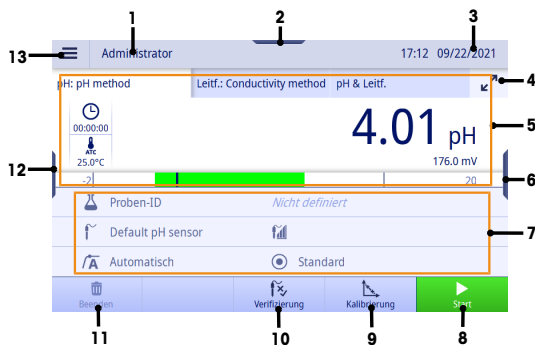 1
2
3
13
Administrator
17:12 09/22/2021
pH: pH method
Leitf.: Conductivity method
pH & Leitf.
4
00:00:00
4.01 pH
5
ATC
25.0°C
176.0 mV
12
6
-2
20
Proben-ID
Nicht definiert
Default pH sensor
7
Automatisch
Standard
Beenden
Verifizierung
Kalibrierung
Start
11
10
9
8